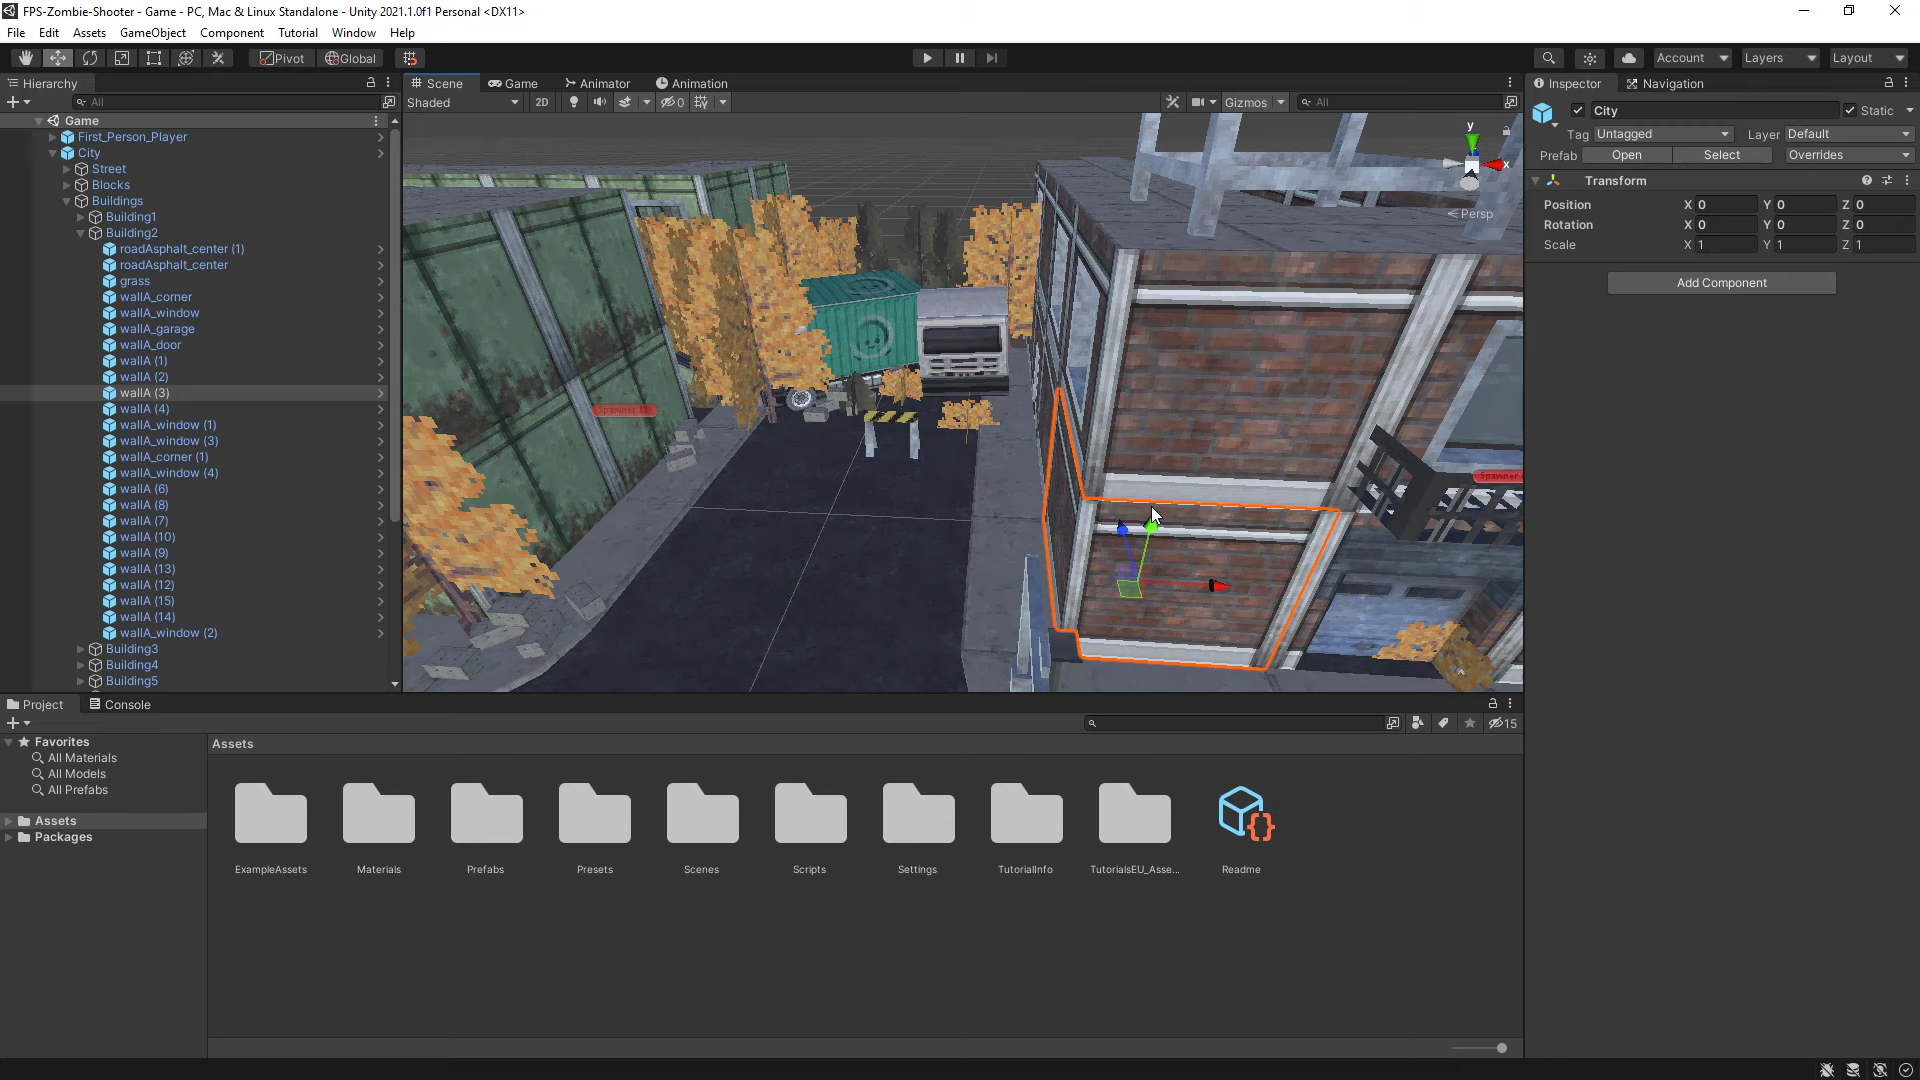 FPS-Zombie-Shooter - Game - PC, Mac & Linux Standalone - Unity 2021.1.0f1 Personal <DX11>
File Edit Assets GameObject Component Tutorial Window Help
Pivot Global Account Layers Layout
Hierarchy
All
Game
First_Person_Player
City
Street
Blocks
Buildings
Building1
Building2
roadAsphalt_center (1)
roadAsphalt_center
grass
wallA_corner
wallA_window
wallA_garage
wallA_door
wallA (1)
wallA (2)
wallA (3)
wallA (4)
wallA_window (1)
wallA_window (3)
wallA_corner (1)
wallA_window (4)
wallA (6)
wallA (8)
wallA (7)
wallA (10)
wallA (9)
wallA (13)
wallA (12)
wallA (15)
wallA (14)
wallA_window (2)
Building3
Building4
Building5
Scene Game Animator Animation
Shaded 2D 0 Gizmos All
y
x
Persp
Inspector Navigation
City Static
Tag Untagged Layer Default
Prefab Open Select Overrides
Transform
Position X 0 Y 0 Z 0
Rotation X 0 Y 0 Z 0
Scale X 1 Y 1 Z 1
Add Component
Project Console
15
Favorites
All Materials
All Models
All Prefabs
Assets
Packages
Assets
ExampleAssets Materials Prefabs Presets Scenes Scripts Settings TutorialInfo TutorialsEU_Asse... Readme